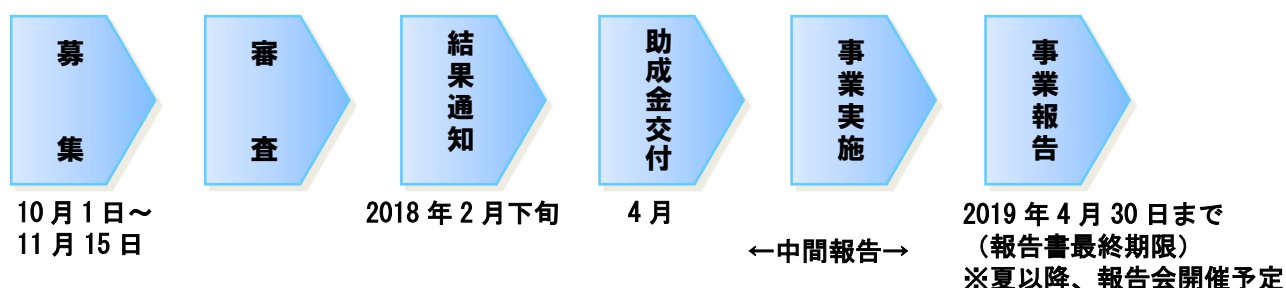 募集
審査
結果通知
助成金交付
事業実施
事業報告
10月1日～
11月15日
2018年2月下旬
4月
←中間報告→
2019年4月30日まで
（報告書最終期限）
※夏以降、報告会開催予定